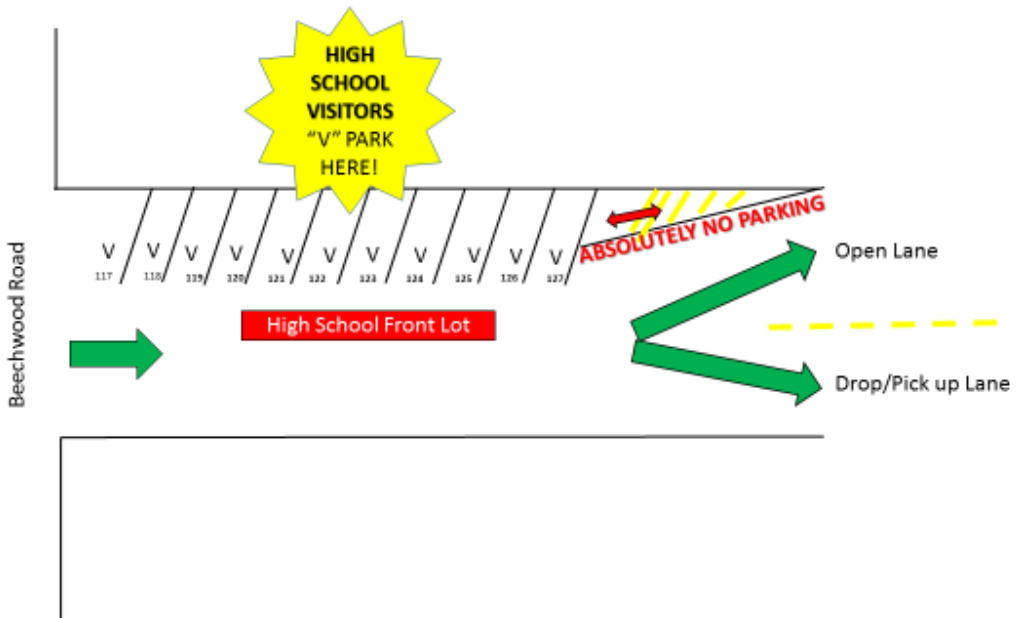 HIGH
SCHOOL
VISITORS
“V” PARK
HERE!
V V V V V V V V V V V
117 118 119 120 121 122 123 124 125 126 127
ABSOLUTELY NO PARKING
Open Lane
High School Front Lot
Beechwood Road
Drop/Pick up Lane